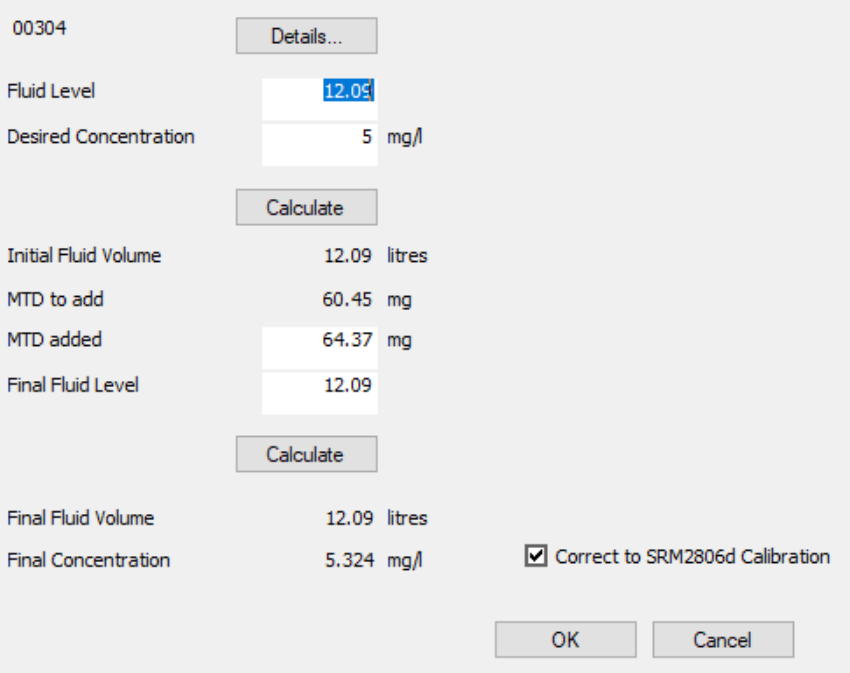 00304 Details...
Fluid Level 12.09
Desired Concentration 5 mg/l
Calculate
Initial Fluid Volume 12.09 litres
MTD to add 60.45 mg
MTD added 64.37 mg
Final Fluid Level 12.09
Calculate
Final Fluid Volume 12.09 litres
Final Concentration 5.324 mg/l Correct to SRM2806d Calibration
OK Cancel